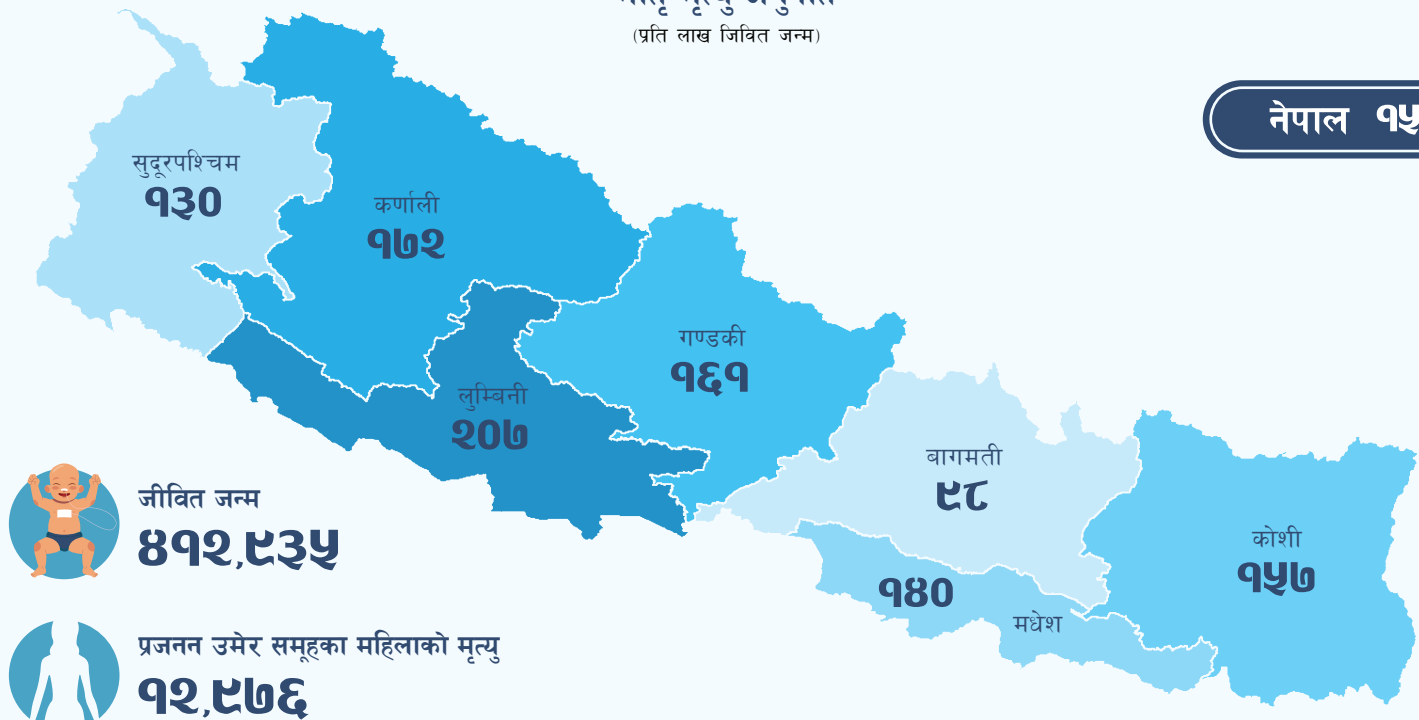 (प्रति लाख जिवित जन्म)
नेपाल
सुदूरपश्चिम
१३०
कर्णाली
१७२
गण्डकी
१६१
लुम्बिनी
२०७
बागमती
९८
कोशी
१५७
१४०
मधेश
जीवित जन्म
४१२,९३५
प्रजनन उमेर समूहका महिलाको मृत्यु
१२,९७६